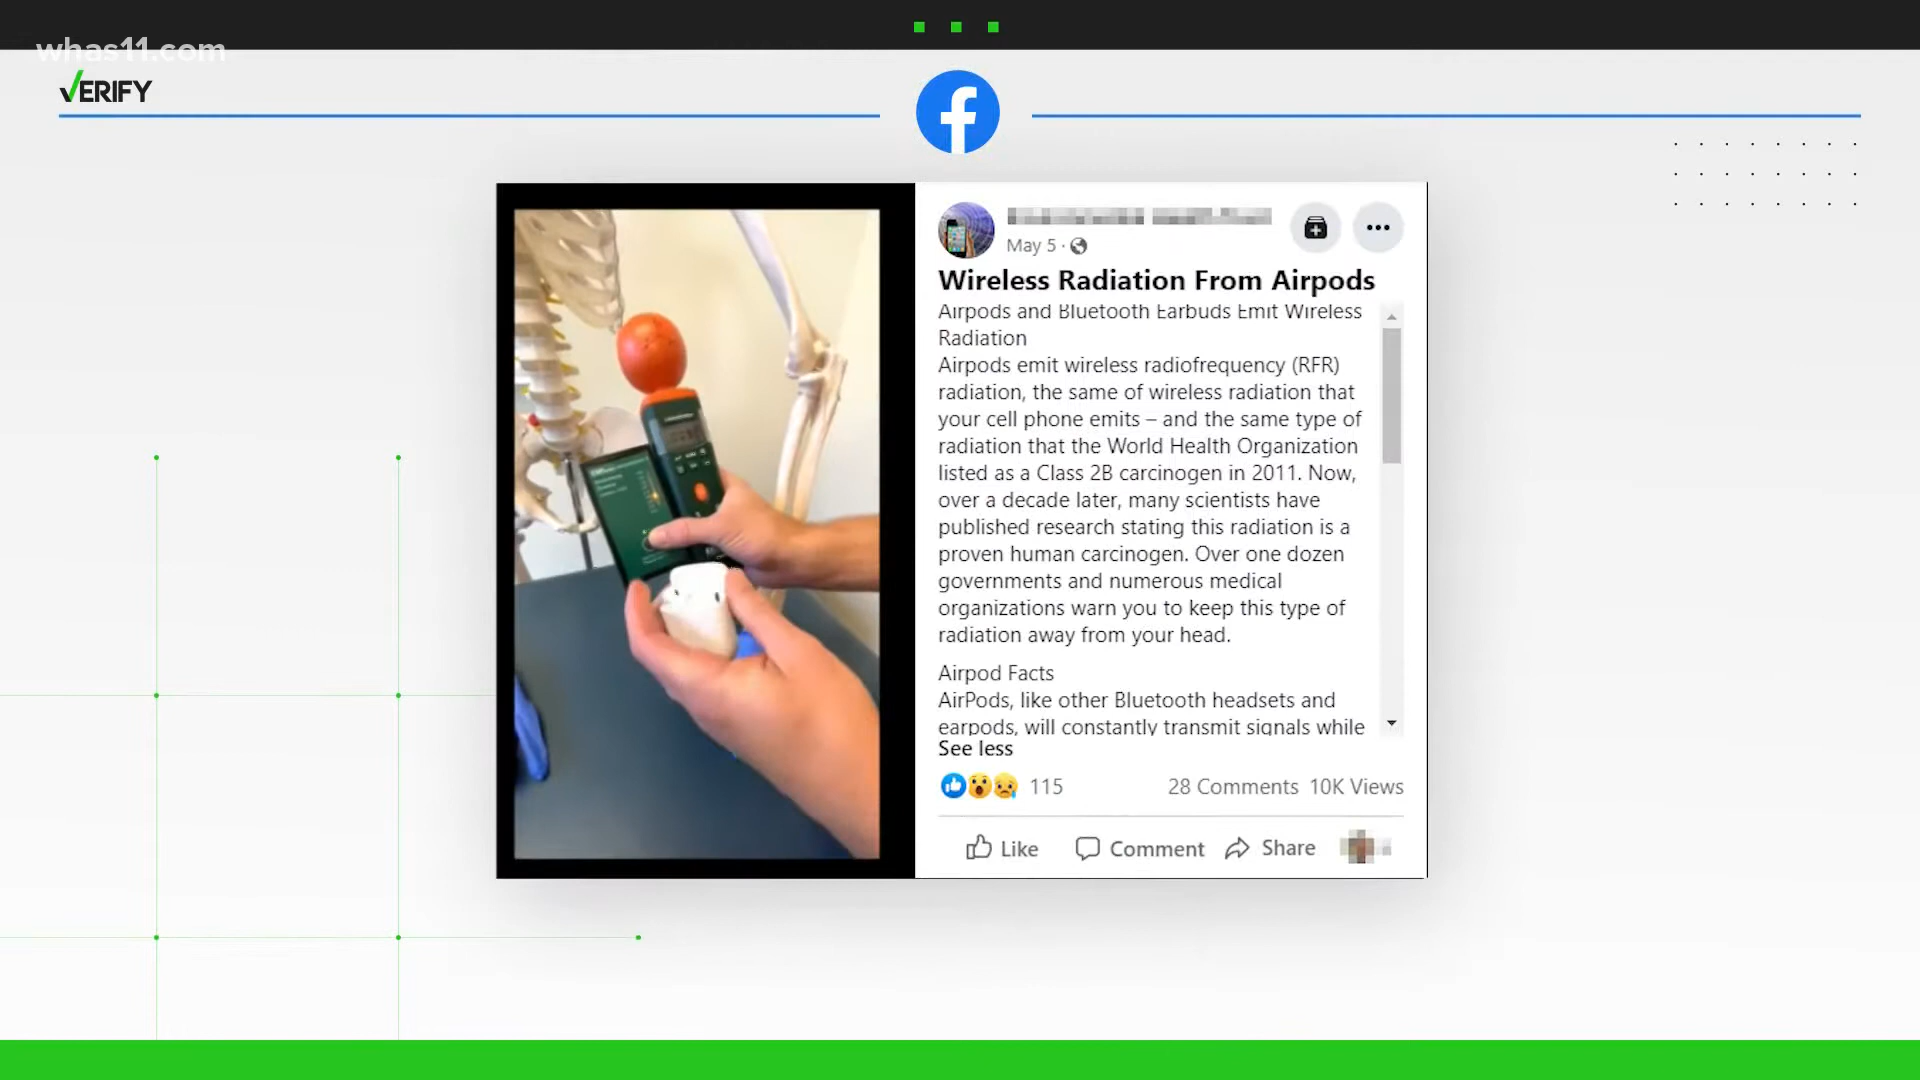 whas11.com
VERIFY
May 5 ·
Wireless Radiation From Airpods
Airpods and Bluetooth Earbuds Emit Wireless
Radiation
Airpods emit wireless radiofrequency (RFR)
radiation, the same of wireless radiation that
your cell phone emits – and the same type of
radiation that the World Health Organization
listed as a Class 2B carcinogen in 2011. Now,
over a decade later, many scientists have
published research stating this radiation is a
proven human carcinogen. Over one dozen
governments and numerous medical
organizations warn you to keep this type of
radiation away from your head.
Airpod Facts
AirPods, like other Bluetooth headsets and
earpods, will constantly transmit signals while
See less
115
28 Comments 10K Views
Like Comment Share